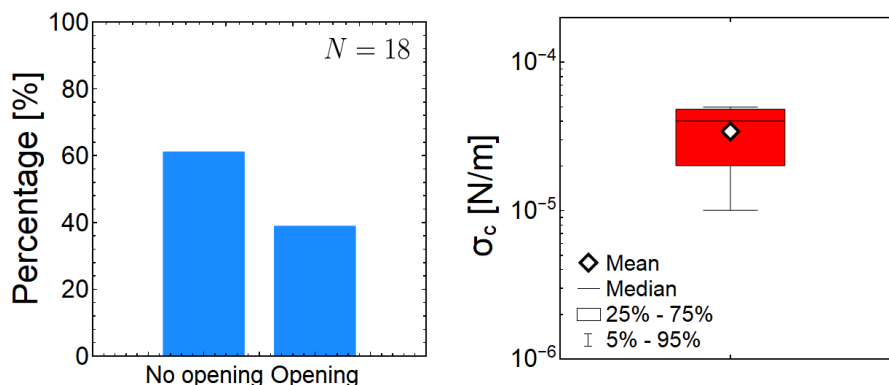 Percentage [%]
100
80
60
40
20
0
N = 18
No opening
Opening
σc [N/m]
10⁻⁴
10⁻⁵
10⁻⁶
Mean
Median
25% - 75%
5% - 95%